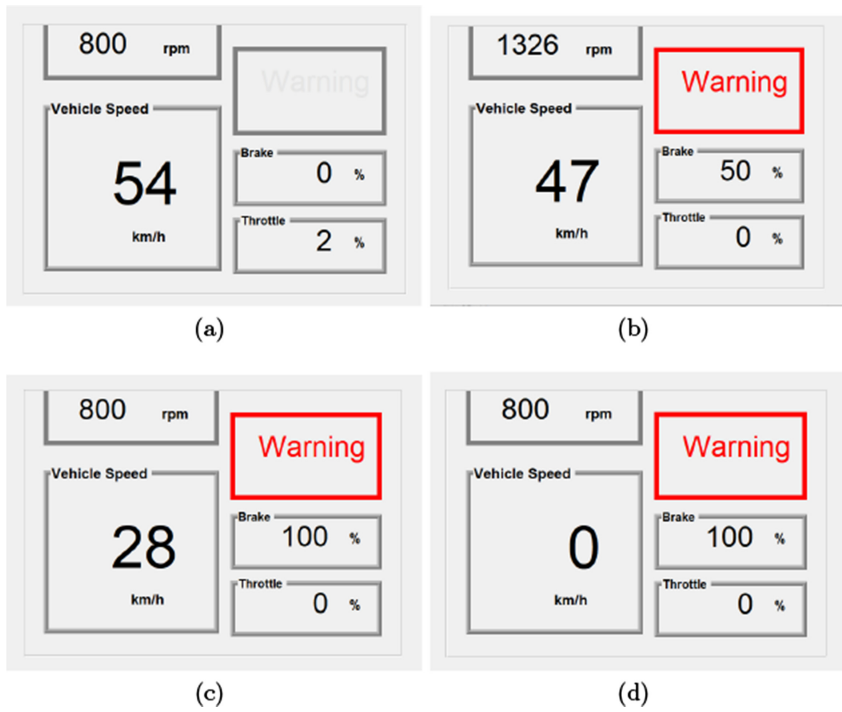 800 rpm
Warning
Vehicle Speed
54
km/h
Brake
0 %
Throttle
2 %
(a)
1326 rpm
Warning
Vehicle Speed
47
km/h
Brake
50 %
Throttle
0 %
(b)
800 rpm
Warning
Vehicle Speed
28
km/h
Brake
100 %
Throttle
0 %
(c)
800 rpm
Warning
Vehicle Speed
0
km/h
Brake
100 %
Throttle
0 %
(d)